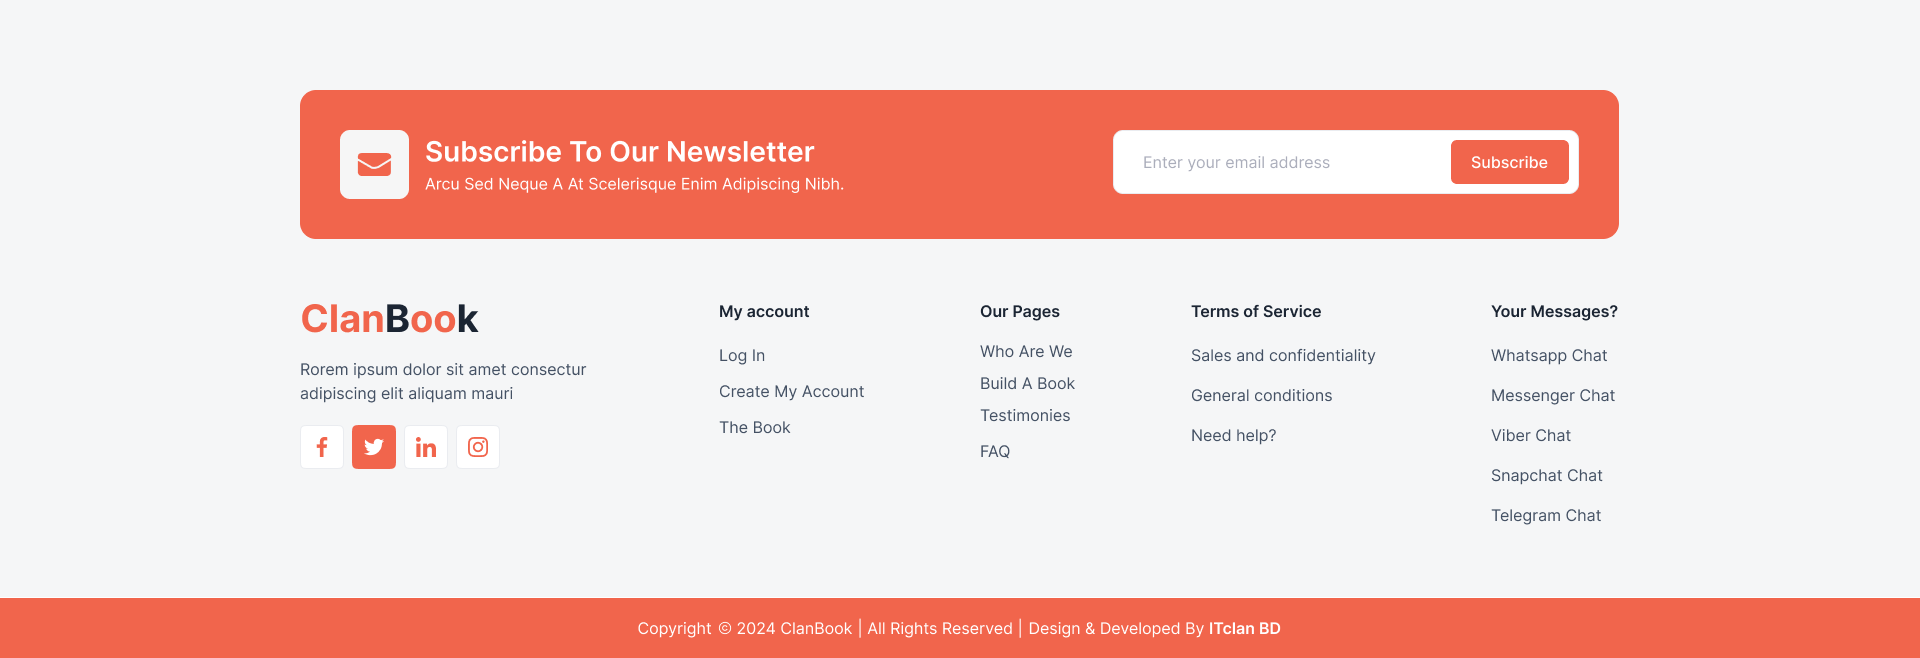 Subscribe To Our Newsletter
Arcu Sed Neque A At Scelerisque Enim Adipiscing Nibh.
Enter your email address
Subscribe
ClanBook
Rorem ipsum dolor sit amet consectur
adipiscing elit aliquam mauri
My account
Log In
Create My Account
The Book
Our Pages
Who Are We
Build A Book
Testimonies
FAQ
Terms of Service
Sales and confidentiality
General conditions
Need help?
Your Messages?
Whatsapp Chat
Messenger Chat
Viber Chat
Snapchat Chat
Telegram Chat
Copyright © 2024 ClanBook | All Rights Reserved | Design & Developed By ITclan BD